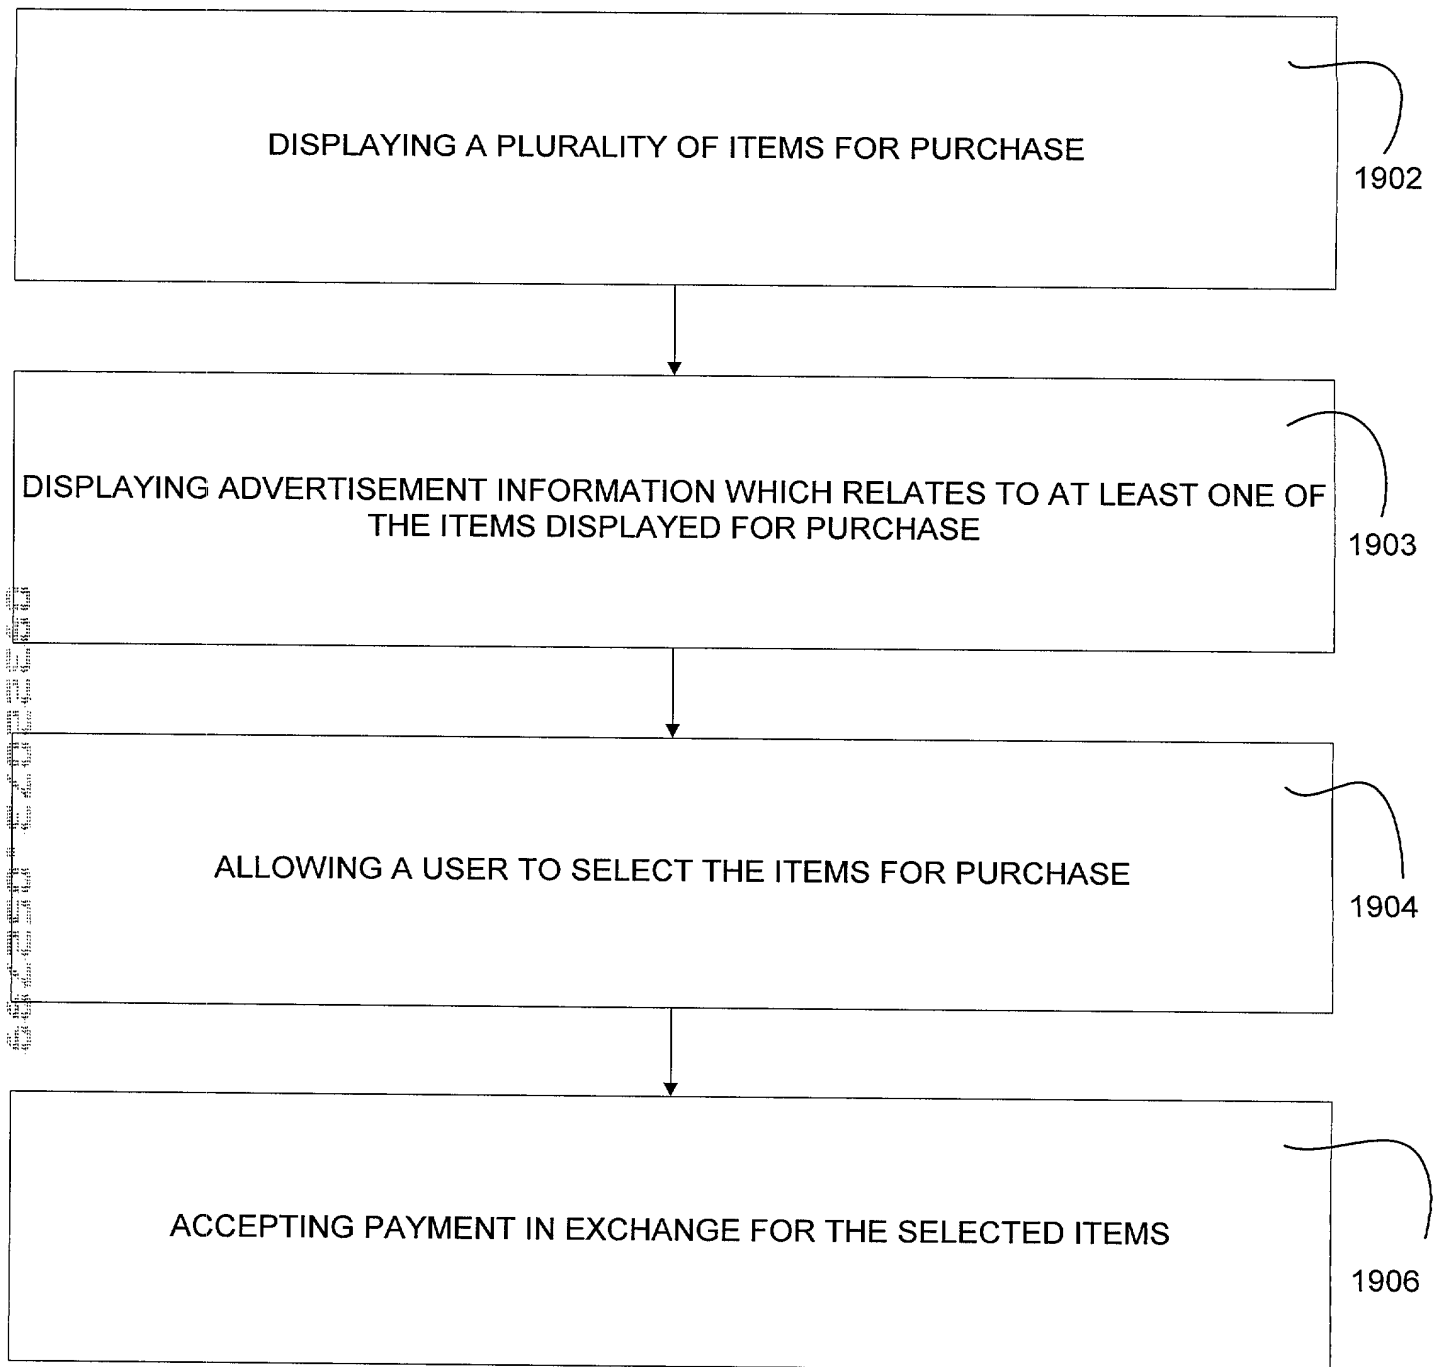 DISPLAYING A PLURALITY OF ITEMS FOR PURCHASE
1902
DISPLAYING ADVERTISEMENT INFORMATION WHICH RELATES TO AT LEAST ONE OF
THE ITEMS DISPLAYED FOR PURCHASE
1903
ALLOWING A USER TO SELECT THE ITEMS FOR PURCHASE
1904
ACCEPTING PAYMENT IN EXCHANGE FOR THE SELECTED ITEMS
1906